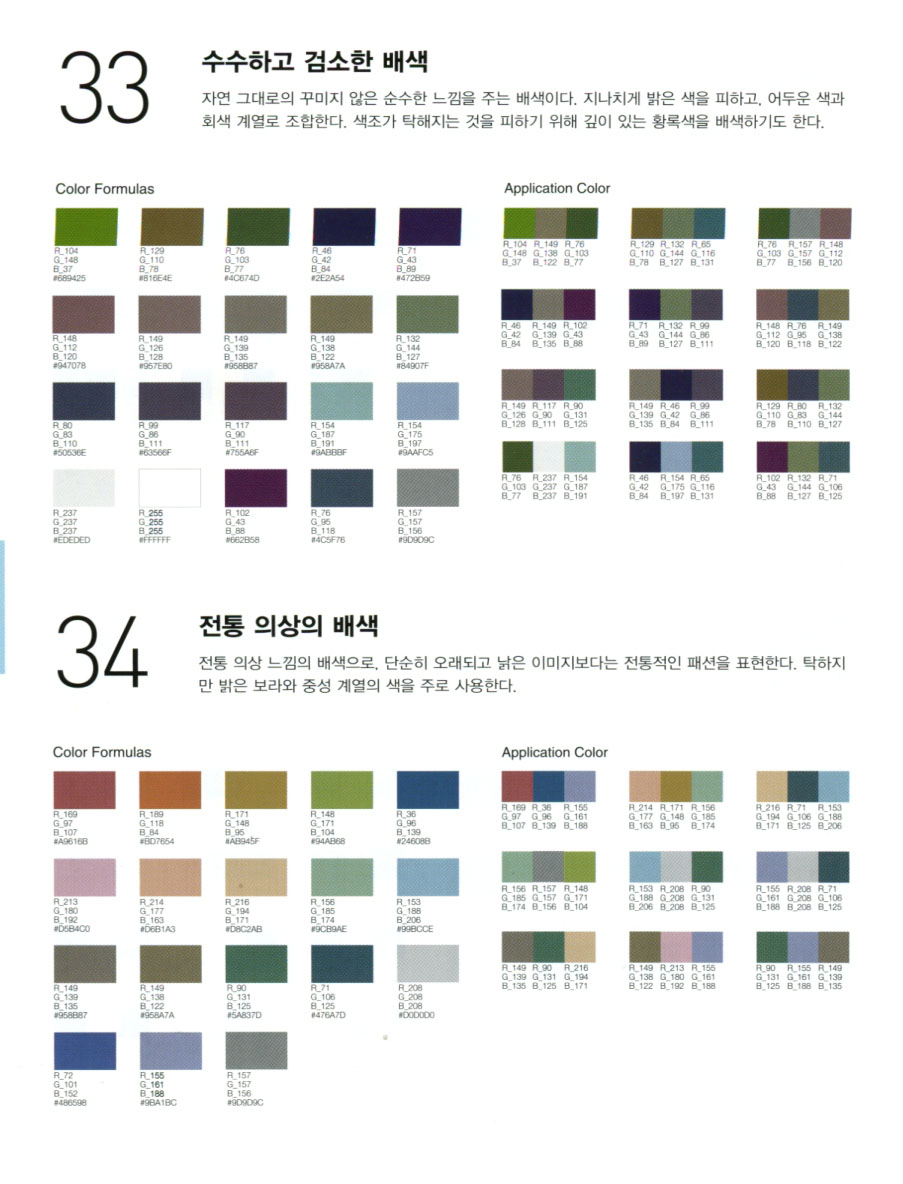 33
수수하고 검소한 배색
자연 그대로의 꾸미지 않은 순수한 느낌을 주는 배색이다. 지나치게 밝은 색을 피하고, 어두운 색과
회색 계열로 조합한다. 색조가 탁해지는 것을 피하기 위해 깊이 있는 황록색을 배색하기도 한다.
Color Formulas
R_104 R_129 R_76 R_46 R_71
G_148 G_110 G_103 G_42 G_43
B_37 B_78 B_77 B_84 B_89
#689425 #816E4E #4C674D #2E2A54 #472B59
R_148 R_149 R_149 R_149 R_132
G_112 G_126 G_139 G_138 G_144
B_120 B_128 B_135 B_122 B_127
#947078 #957E80 #958B87 #958A7A #84907F
R_80 R_99 R_117 R_154 R_154
G_83 G_86 G_90 G_187 G_175
B_110 B_111 B_111 B_191 B_197
#50536E #63566F #755A6F #9ABBBF #9AAFC5
R_237 R_255 R_102 R_76 R_157
G_237 G_255 G_43 G_95 G_157
B_237 B_255 B_88 B_118 B_156
#EDEDED #FFFFFF #662B58 #4C5F76 #9D9D9C
Application Color
R_104 R_149 R_76 R_129 R_132 R_65 R_76 R_157 R_148
G_148 G_138 G_103 G_110 G_144 G_116 G_103 G_157 G_112
B_37 B_122 B_77 B_78 B_127 B_131 B_77 B_156 B_120
R_46 R_149 R_102 R_71 R_132 R_99 R_148 R_76 R_149
G_42 G_139 G_43 G_43 G_144 G_86 G_112 G_95 G_138
B_84 B_135 B_88 B_89 B_127 B_111 B_120 B_118 B_122
R_149 R_117 R_90 R_149 R_46 R_99 R_129 R_80 R_132
G_126 G_90 G_131 G_139 G_42 G_86 G_110 G_83 G_144
B_128 B_111 B_125 B_135 B_84 B_111 B_78 B_110 B_127
R_76 R_237 R_154 R_46 R_154 R_65 R_102 R_132 R_71
G_103 G_237 G_187 G_42 G_175 G_116 G_43 G_144 G_106
B_77 B_237 B_191 B_84 B_197 B_131 B_88 B_127 B_125
34
전통 의상의 배색
전통 의상 느낌의 배색으로, 단순히 오래되고 낡은 이미지보다는 전통적인 패션을 표현한다. 탁하지
만 밝은 보라와 중성 계열의 색을 주로 사용한다.
Color Formulas
R_169 R_189 R_171 R_148 R_36
G_97 G_118 G_148 G_171 G_96
B_107 B_84 B_95 B_104 B_139
#A9616B #BD7654 #AB945F #94AB68 #24608B
R_213 R_214 R_216 R_156 R_153
G_180 G_177 G_194 G_185 G_188
B_192 B_163 B_171 B_174 B_206
#D5B4C0 #D6B1A3 #D8C2AB #9CB9AE #99BCCE
R_149 R_149 R_90 R_71 R_208
G_139 G_138 G_131 G_106 G_208
B_135 B_122 B_125 B_125 B_208
#958B87 #958A7A #5A837D #476A7D #D0D0D0
R_72 R_155 R_157
G_101 G_161 G_157
B_152 B_188 B_156
#486598 #9BA1BC #9D9D9C
Application Color
R_169 R_36 R_155 R_214 R_171 R_156 R_216 R_71 R_153
G_97 G_96 G_161 G_177 G_148 G_185 G_194 G_106 G_188
B_107 B_139 B_188 B_163 B_95 B_174 B_171 B_125 B_206
R_156 R_157 R_148 R_153 R_208 R_90 R_155 R_208 R_71
G_185 G_157 G_171 G_188 G_208 G_131 G_161 G_208 G_106
B_174 B_156 B_104 B_206 B_208 B_125 B_188 B_208 B_125
R_149 R_90 R_216 R_149 R_213 R_155 R_90 R_155 R_149
G_139 G_131 G_194 G_138 G_180 G_161 G_131 G_161 G_139
B_135 B_125 B_171 B_122 B_192 B_188 B_125 B_188 B_135